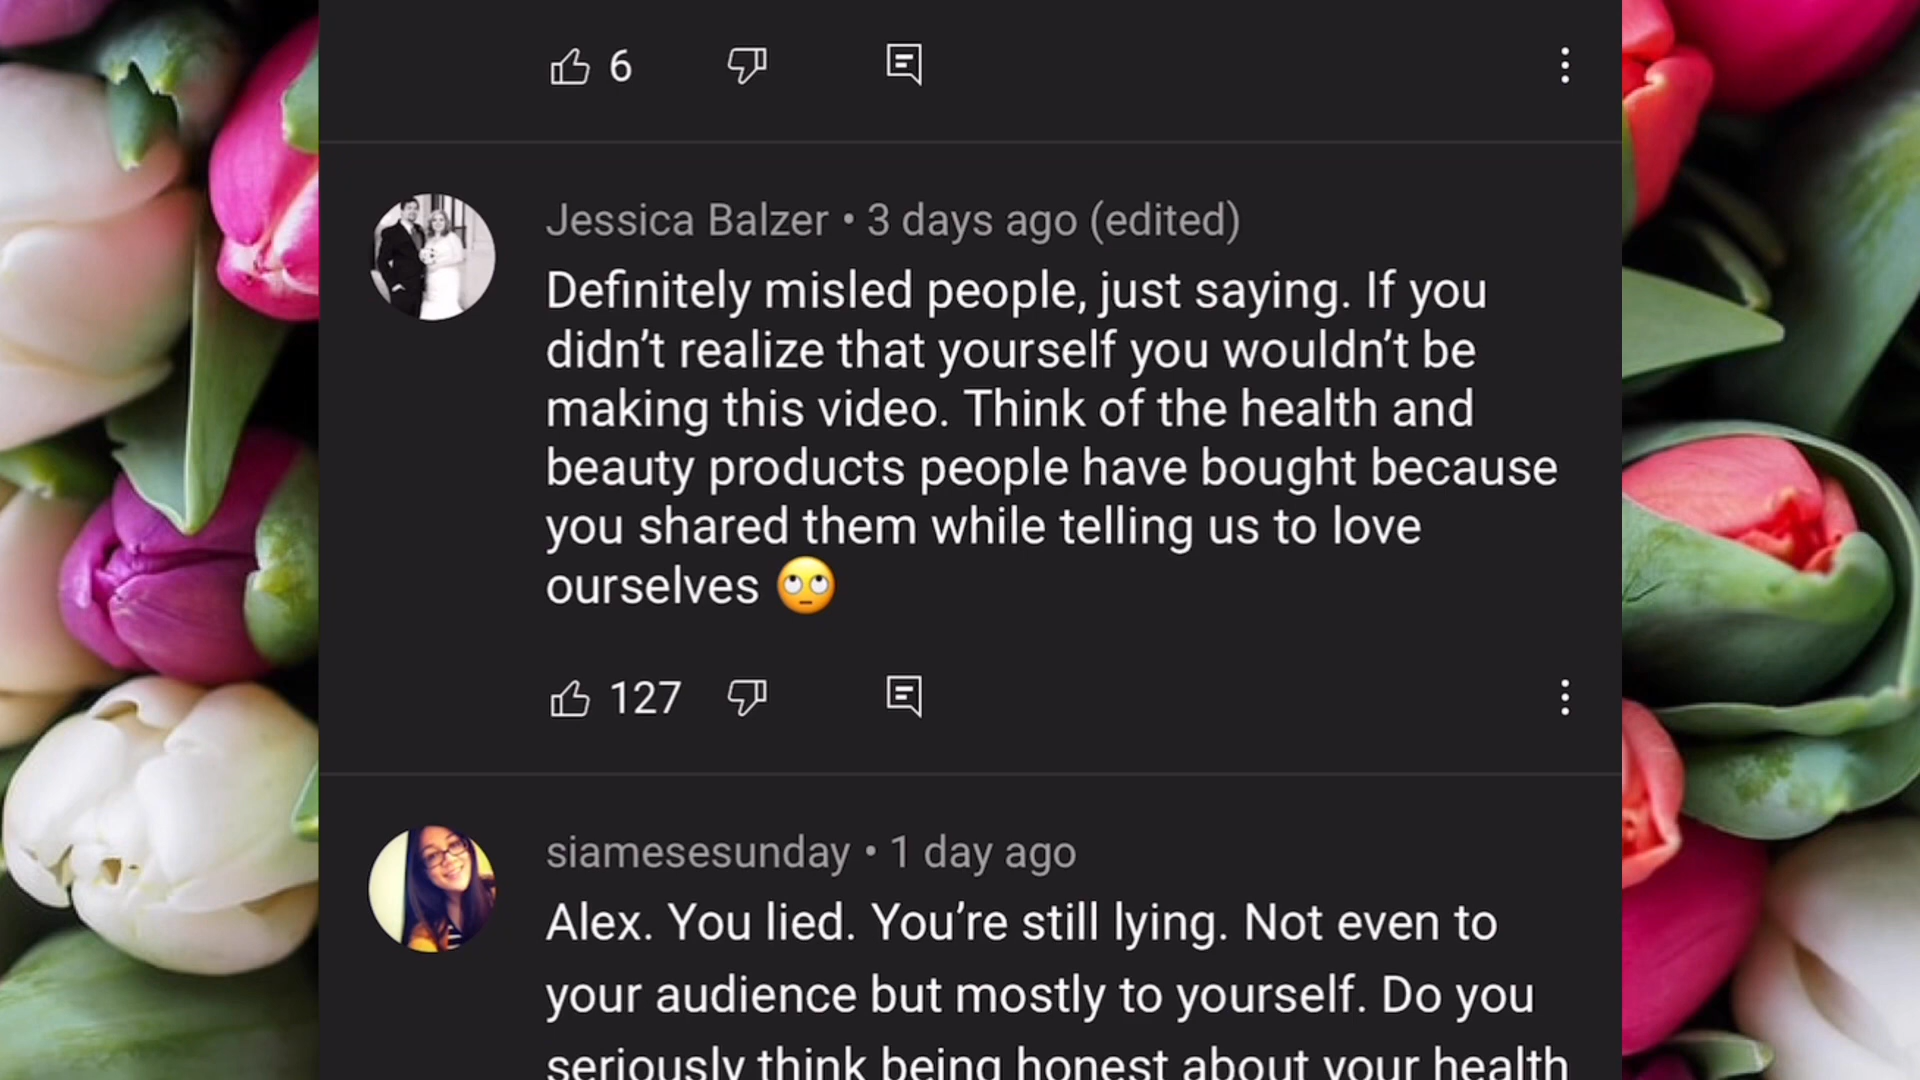 6
Jessica Balzer • 3 days ago (edited)
Definitely misled people, just saying. If you
didn’t realize that yourself you wouldn’t be
making this video. Think of the health and
beauty products people have bought because
you shared them while telling us to love
ourselves 🙄
127
siamesesunday • 1 day ago
Alex. You lied. You’re still lying. Not even to
your audience but mostly to yourself. Do you
seriously think being honest about your health